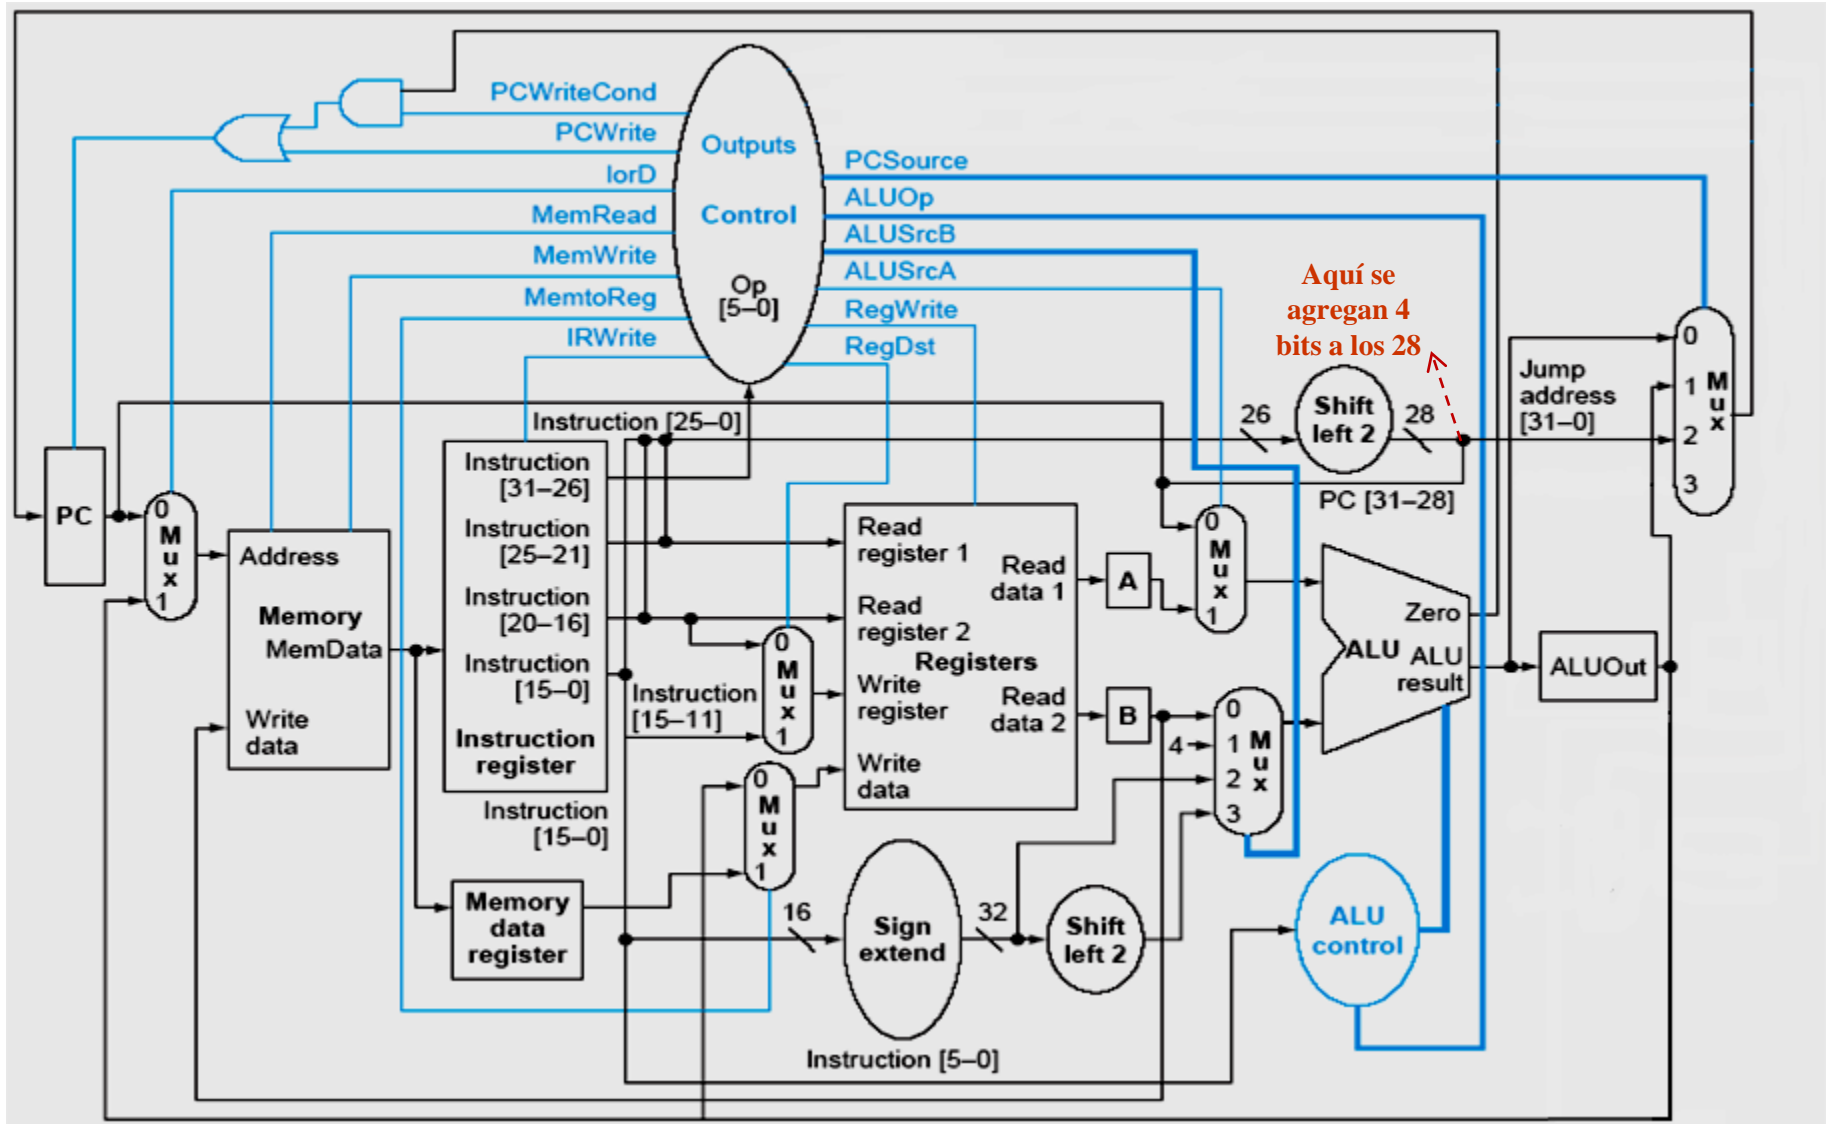 PCWriteCond
PCWrite
IorD
MemRead
MemWrite
MemtoReg
IRWrite
Outputs
Control
Op
[5–0]
PCSource
ALUOp
ALUSrcB
ALUSrcA
RegWrite
RegDst
Aquí se
agregan 4
bits a los 28
Jump
address
[31–0]
0
1
2
3
M
u
x
Instruction [25–0]
26
Shift
left 2
28
PC [31–28]
PC
0
M
u
x
1
Address
Memory
MemData
Write
data
Instruction
[31–26]
Instruction
[25–21]
Instruction
[20–16]
Instruction
[15–0]
Instruction
register
Instruction
[15–0]
Instruction
[15–11]
0
M
u
x
1
0
M
u
x
1
Memory
data
register
Read
register 1
Read
register 2
Registers
Write
register
Write
data
Read
data 1
Read
data 2
A
B
0
M
u
x
1
4
0
1
2
3
M
u
x
Zero
ALU
ALU
result
ALUOut
16
Sign
extend
32
Shift
left 2
ALU
control
Instruction [5–0]